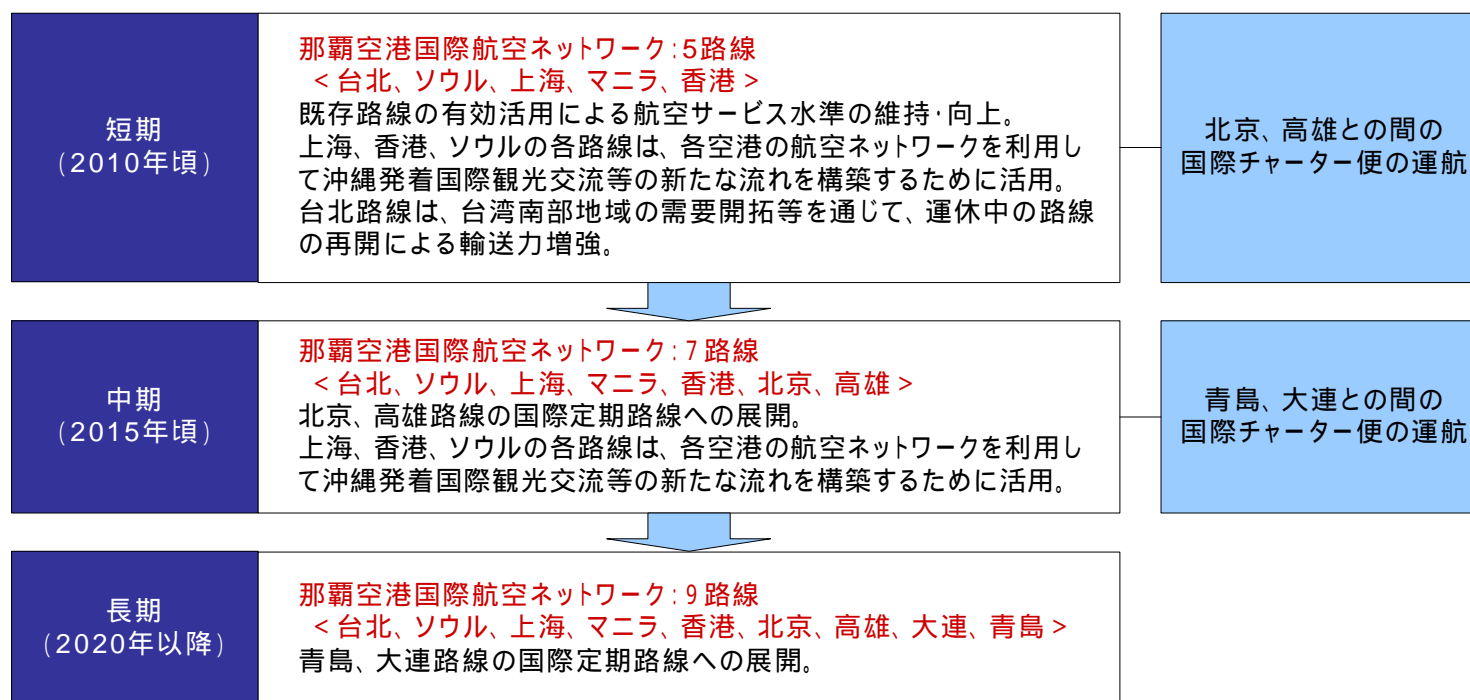 短期
(2010年頃)
那覇空港国際航空ネットワーク:5路線
<台北、ソウル、上海、マニラ、香港>
既存路線の有効活用による航空サービス水準の維持・向上。
上海、香港、ソウルの各路線は、各空港の航空ネットワークを利用し
て沖縄発着国際観光交流等の新たな流れを構築するために活用。
台北路線は、台湾南部地域の需要開拓等を通じて、運休中の路線
の再開による輸送力増強。
北京、高雄との間の
国際チャーター便の運航
中期
(2015年頃)
那覇空港国際航空ネットワーク:7路線
<台北、ソウル、上海、マニラ、香港、北京、高雄>
北京、高雄路線の国際定期路線への展開。
上海、香港、ソウルの各路線は、各空港の航空ネットワークを利用し
て沖縄発着国際観光交流等の新たな流れを構築するために活用。
青島、大連との間の
国際チャーター便の運航
長期
(2020年以降)
那覇空港国際航空ネットワーク:9路線
<台北、ソウル、上海、マニラ、香港、北京、高雄、大連、青島>
青島、大連路線の国際定期路線への展開。